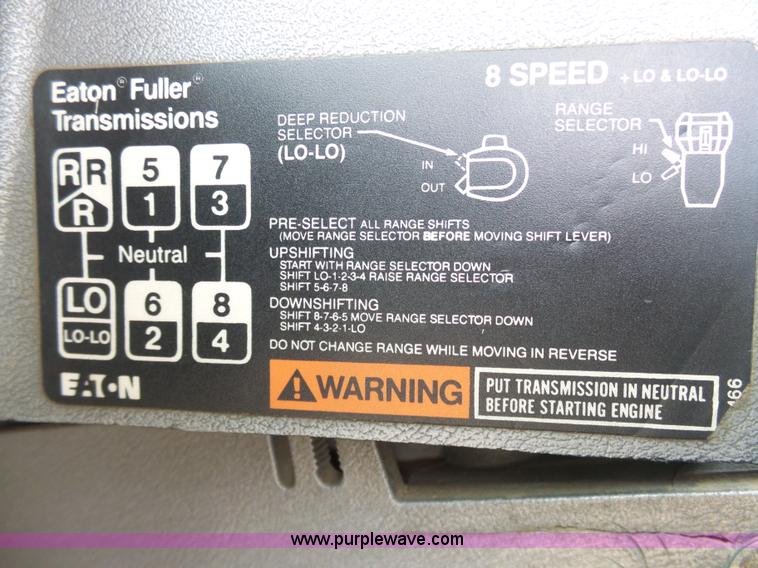 8 SPEED + LO & LO-LO
Eaton® Fuller®
Transmissions
DEEP REDUCTION
SELECTOR
(LO-LO)
IN
OUT
RANGE
SELECTOR
HI
LO
R R 5 7
R 1 3
Neutral
LO 6 8
LO-LO 2 4
PRE-SELECT ALL RANGE SHIFTS
(MOVE RANGE SELECTOR BEFORE MOVING SHIFT LEVER)
UPSHIFTING
START WITH RANGE SELECTOR DOWN
SHIFT LO-1-2-3-4 RAISE RANGE SELECTOR
SHIFT 5-6-7-8
DOWNSHIFTING
SHIFT 8-7-6-5 MOVE RANGE SELECTOR DOWN
SHIFT 4-3-2-1-LO
DO NOT CHANGE RANGE WHILE MOVING IN REVERSE
EATON
WARNING
PUT TRANSMISSION IN NEUTRAL
BEFORE STARTING ENGINE
www.purplewave.com